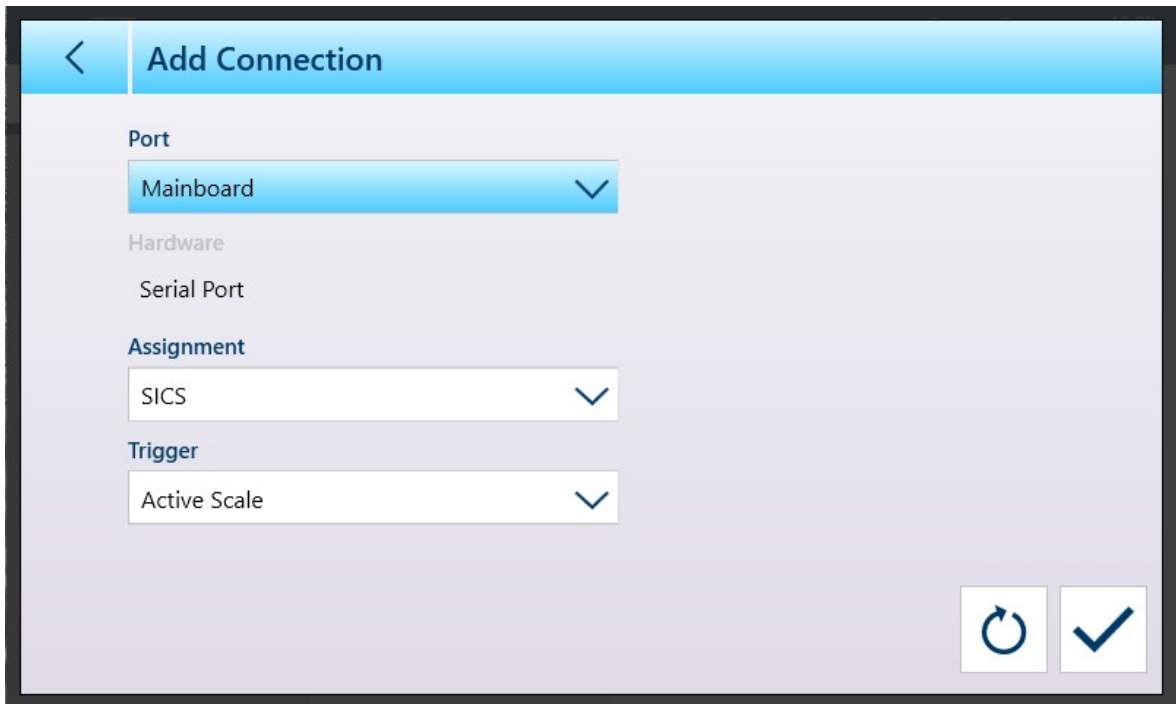 Add Connection
Port
Mainboard
Hardware
Serial Port
Assignment
SICS
Trigger
Active Scale